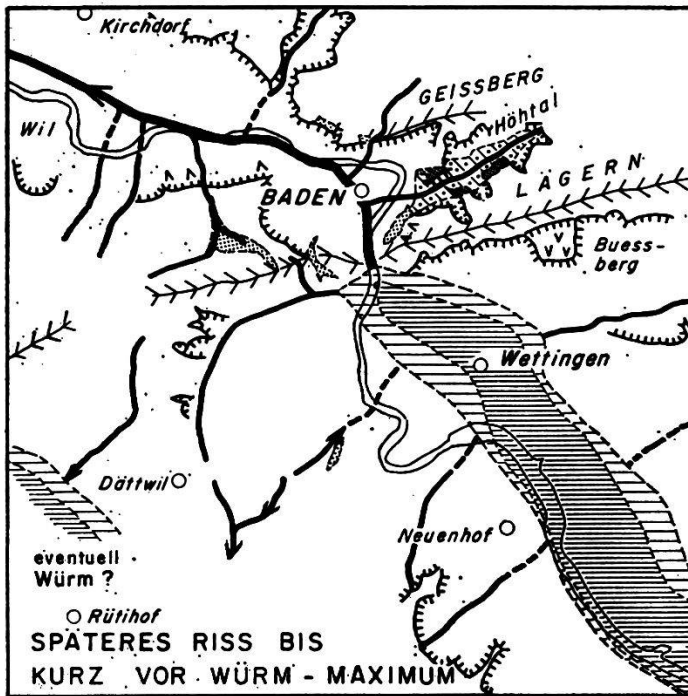 Kirchdorf
GEISSBERG
Höhtal
Wil
LÄGERN
BADEN
Buess-
berg
Wettingen
Dättwil
Neuenhof
eventuell
Würm ?
Rütihof
SPÄTERES RISS BIS
KURZ VOR WÜRM - MAXIMUM